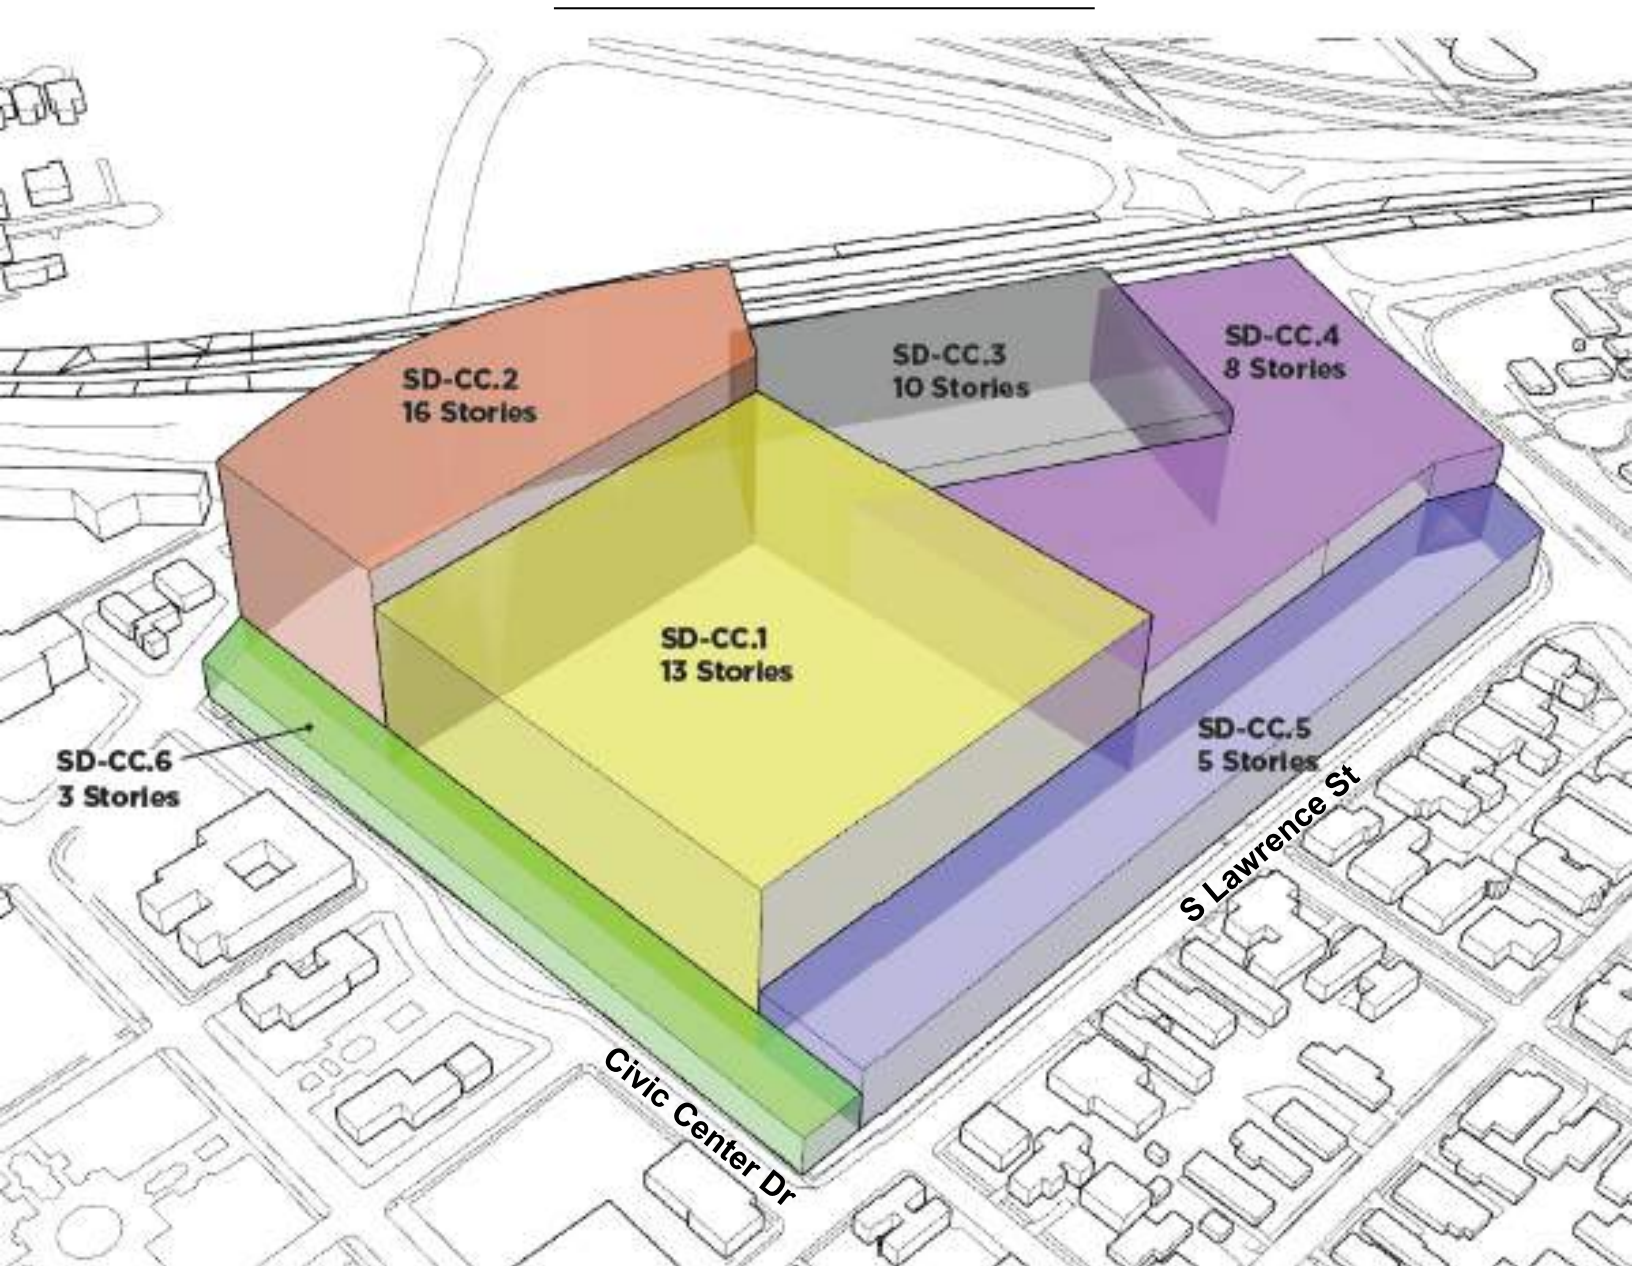 SD-CC.4
8 Stories
SD-CC.3
10 Stories
SD-CC.2
16 Stories
SD-CC.1
13 Stories
SD-CC.5
5 Stories
SD-CC.6
3 Stories
S Lawrence St
Civic Center Dr